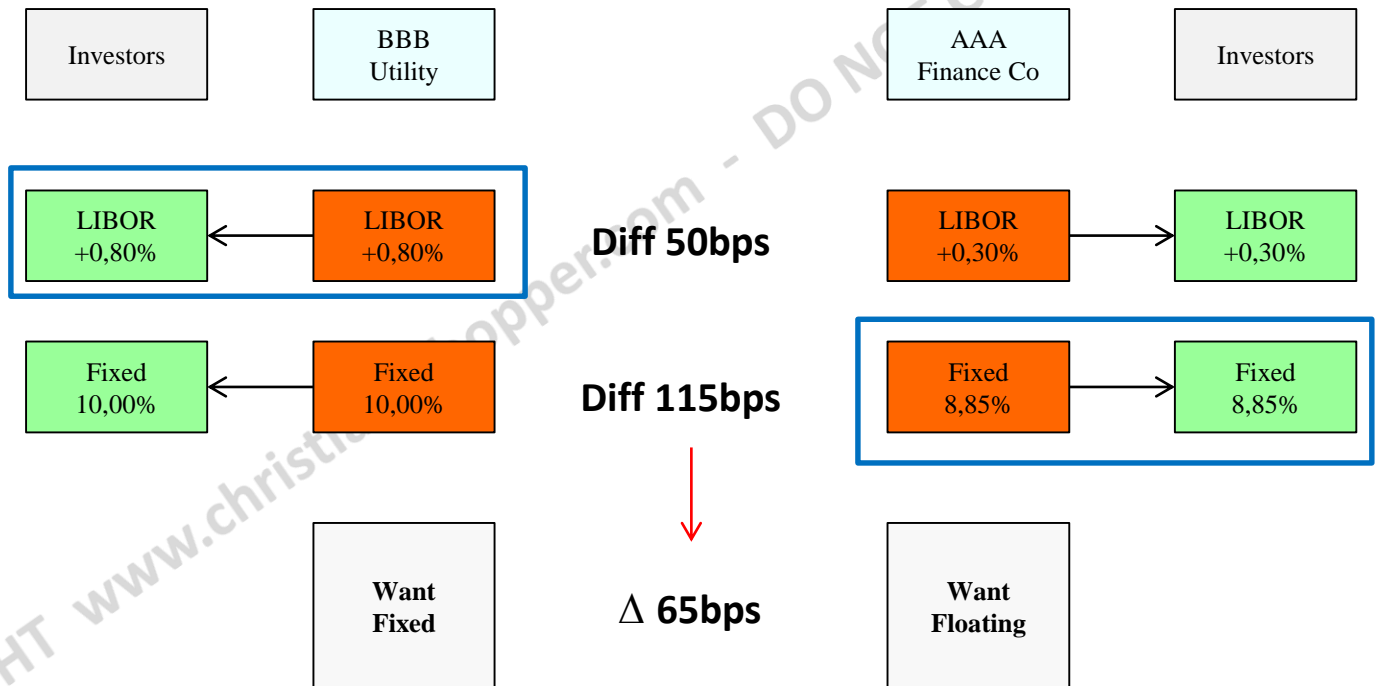 Investors
BBB
Utility
AAA
Finance Co
Investors
LIBOR
+0,80%
LIBOR
+0,80%
Diff 50bps
LIBOR
+0,30%
LIBOR
+0,30%
Fixed
10,00%
Fixed
10,00%
Diff 115bps
Fixed
8,85%
Fixed
8,85%
Want
Fixed
Δ 65bps
Want
Floating